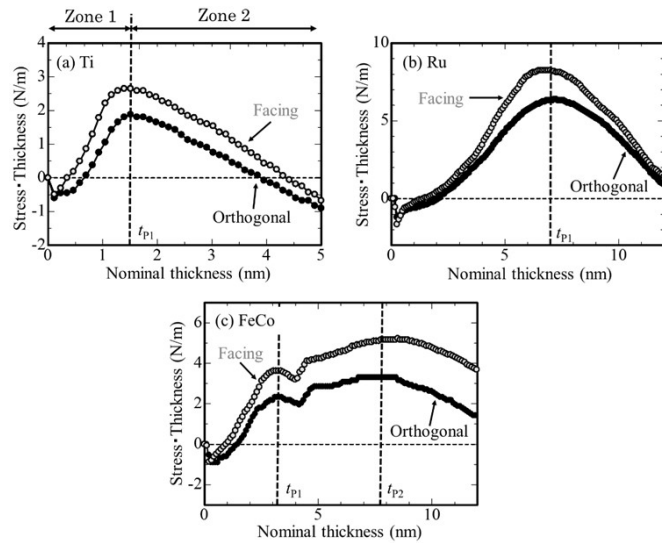 Zone 1 Zone 2
(a) Ti
Facing
Orthogonal
tP1
Stress・Thickness (N/m)
4
3
2
1
0
-1
-2
0 1 2 3 4 5
Nominal thickness (nm)
(b) Ru
Facing
Orthogonal
tP1
Stress・Thickness (N/m)
10
5
0
0 5 10
Nominal thickness (nm)
(c) FeCo
Facing
Orthogonal
tP1 tP2
Stress・Thickness (N/m)
6
4
2
0
-2
0 5 10
Nominal thickness (nm)